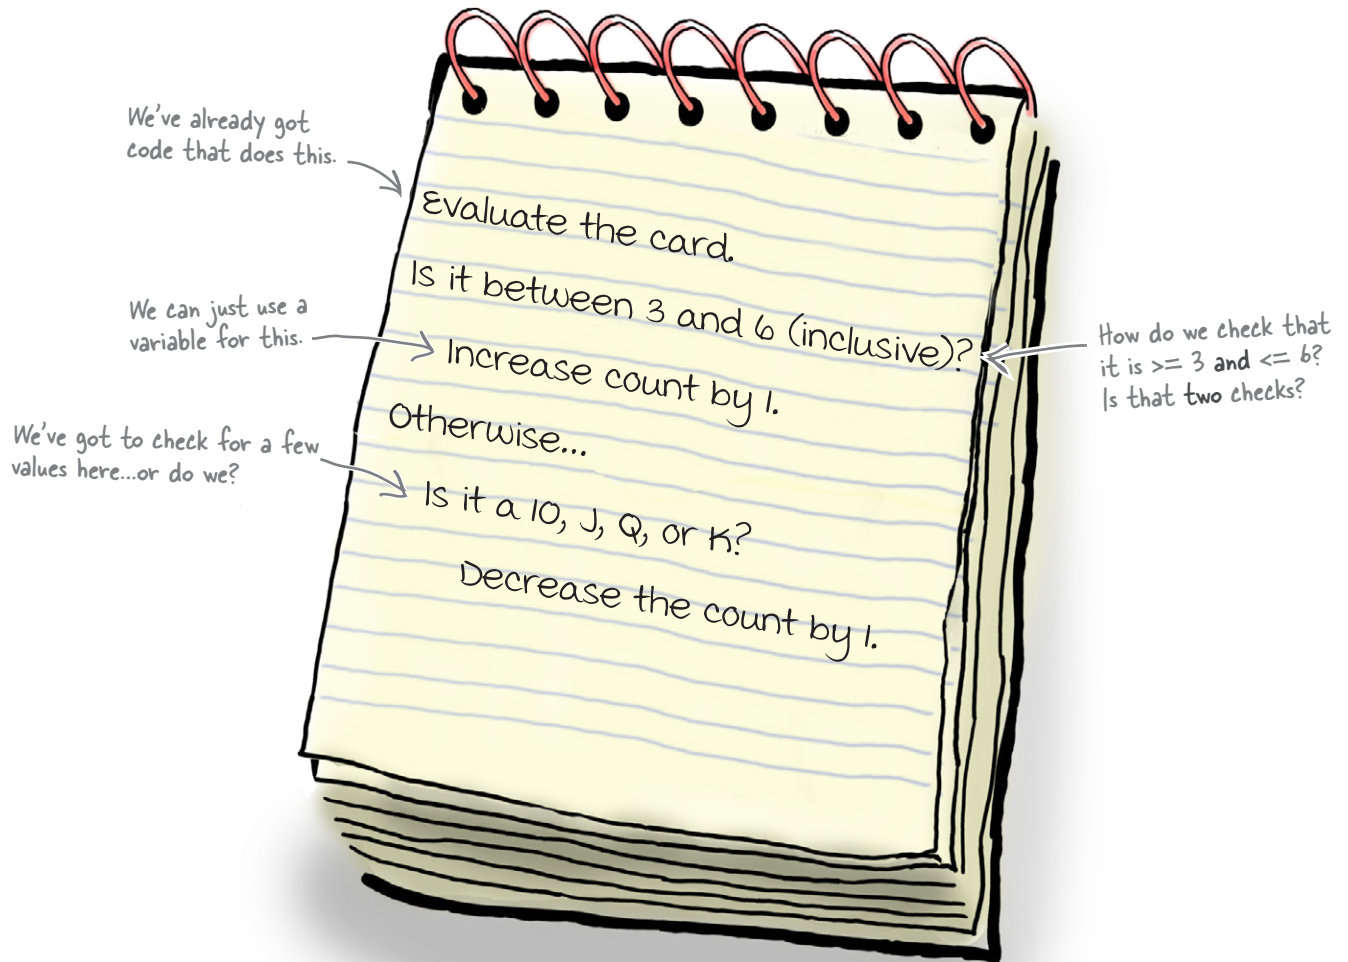 We've already got
code that does this.
Evaluate the card.
Is it between 3 and 6 (inclusive)?
We can just use a
variable for this.
How do we check that
it is >= 3 and <= 6?
Is that two checks?
Increase count by 1.
Otherwise...
We've got to check for a few
values here...or do we?
Is it a 10, J, Q, or K?
Decrease the count by 1.